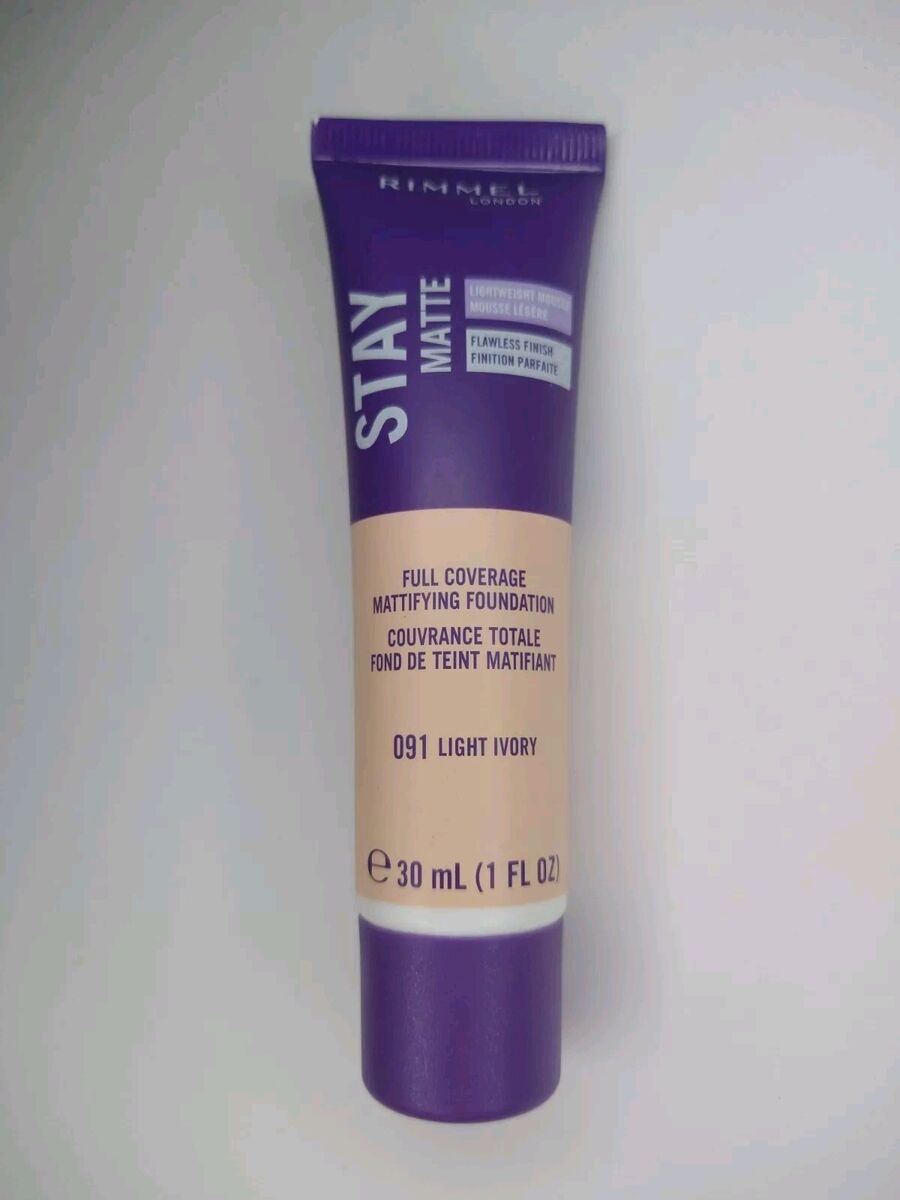 RIMMEL
LONDON
STAY
MATTE
LIGHTWEIGHT MOUSSE
MOUSSE LÉGÈRE
FLAWLESS FINISH
FINITION PARFAITE
FULL COVERAGE
MATTIFYING FOUNDATION
COUVRANCE TOTALE
FOND DE TEINT MATIFIANT
091 LIGHT IVORY
℮ 30 mL (1 FL OZ)